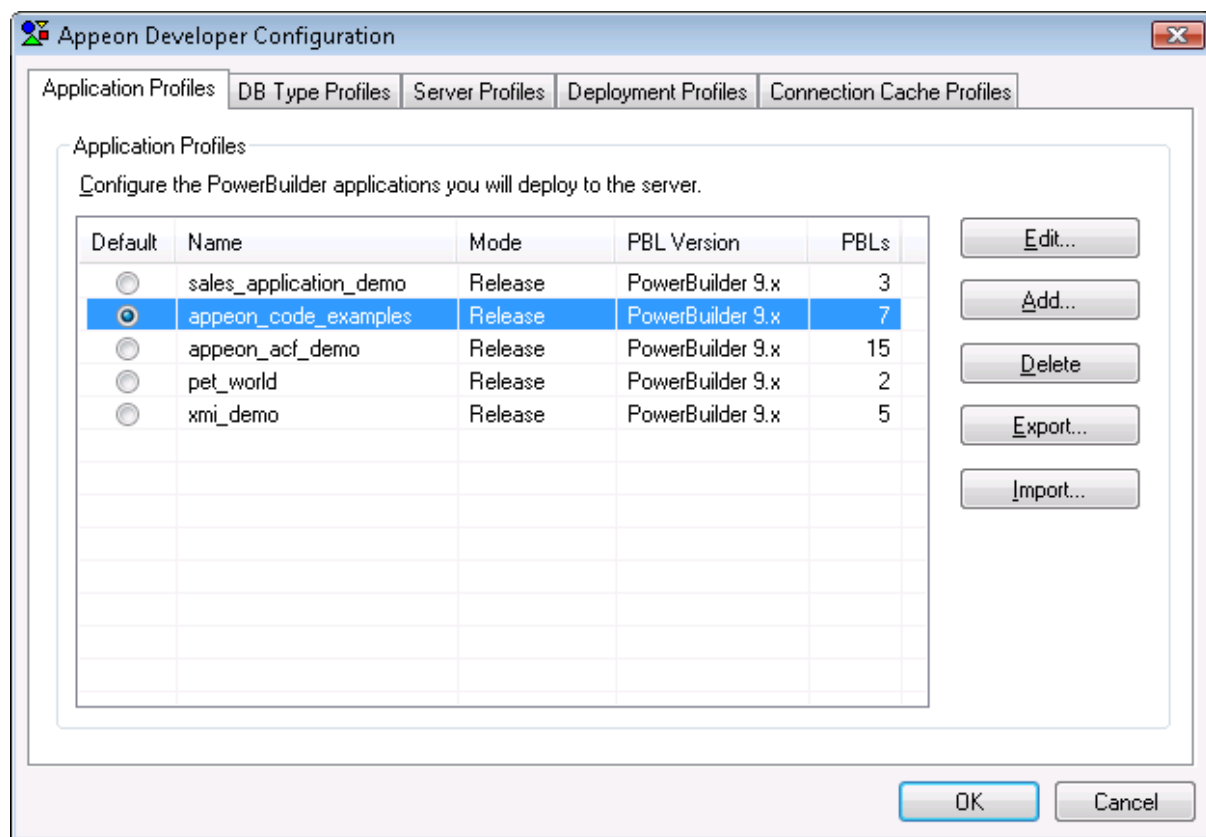 Appeon Developer Configuration
Application Profiles DB Type Profiles Server Profiles Deployment Profiles Connection Cache Profiles
Application Profiles
Configure the PowerBuilder applications you will deploy to the server.
Default Name Mode PBL Version PBLs
sales_application_demo Release PowerBuilder 9.x 3
appeon_code_examples Release PowerBuilder 9.x 7
appeon_acf_demo Release PowerBuilder 9.x 15
pet_world Release PowerBuilder 9.x 2
xmi_demo Release PowerBuilder 9.x 5
Edit...
Add...
Delete
Export...
Import...
OK Cancel